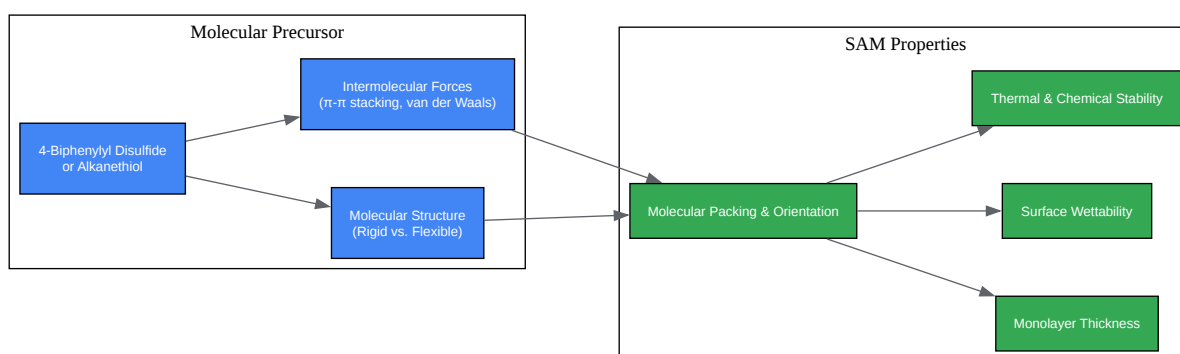 Molecular Precursor
4-Biphenylyl Disulfide
or Alkanethiol
Intermolecular Forces
(π-π stacking, van der Waals)
Molecular Structure
(Rigid vs. Flexible)
SAM Properties
Molecular Packing & Orientation
Thermal & Chemical Stability
Surface Wettability
Monolayer Thickness